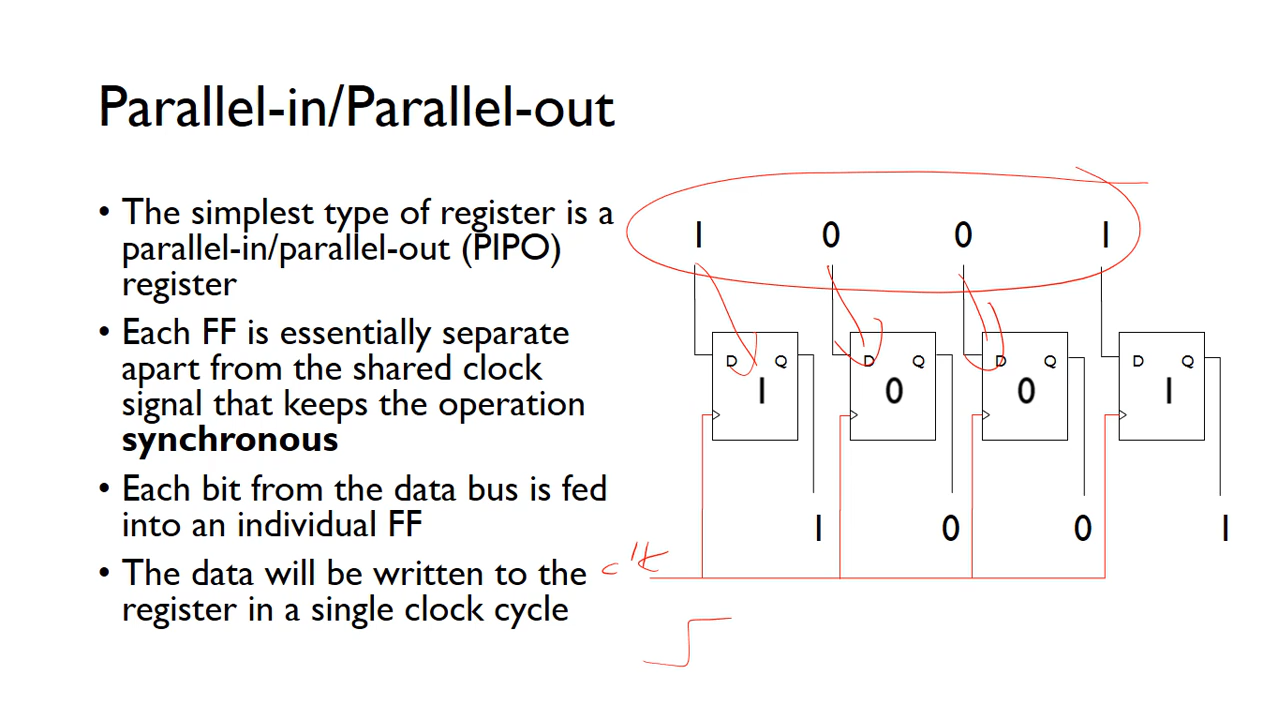 Parallel-in/Parallel-out
• The simplest type of register is a
parallel-in/parallel-out (PIPO)
register
• Each FF is essentially separate
apart from the shared clock
signal that keeps the operation
synchronous
• Each bit from the data bus is fed
into an individual FF
• The data will be written to the
register in a single clock cycle
1 0 0 1
D Q D Q D Q D Q
1 0 0 1
1 0 0 1
clk